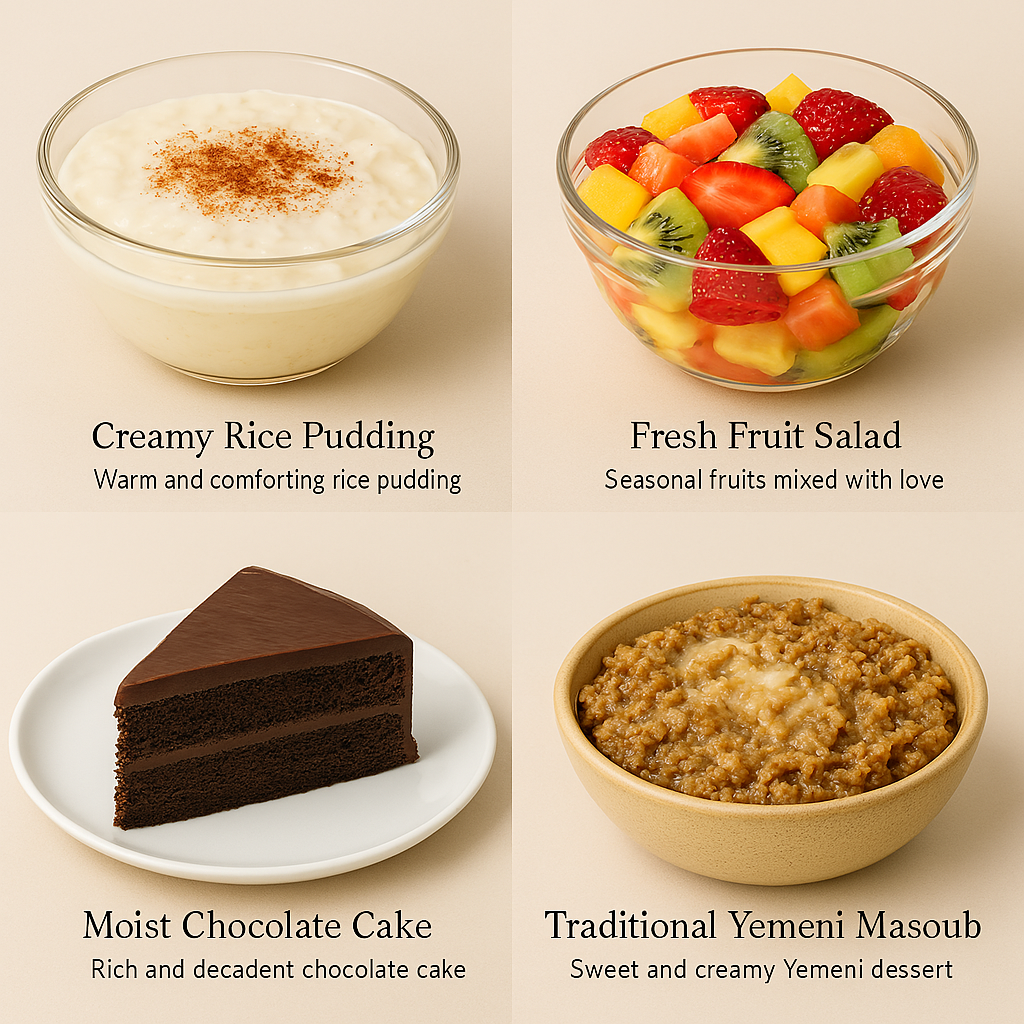 Creamy Rice Pudding
Warm and comforting rice pudding
Fresh Fruit Salad
Seasonal fruits mixed with love
Moist Chocolate Cake
Rich and decadent chocolate cake
Traditional Yemeni Masoub
Sweet and creamy Yemeni dessert